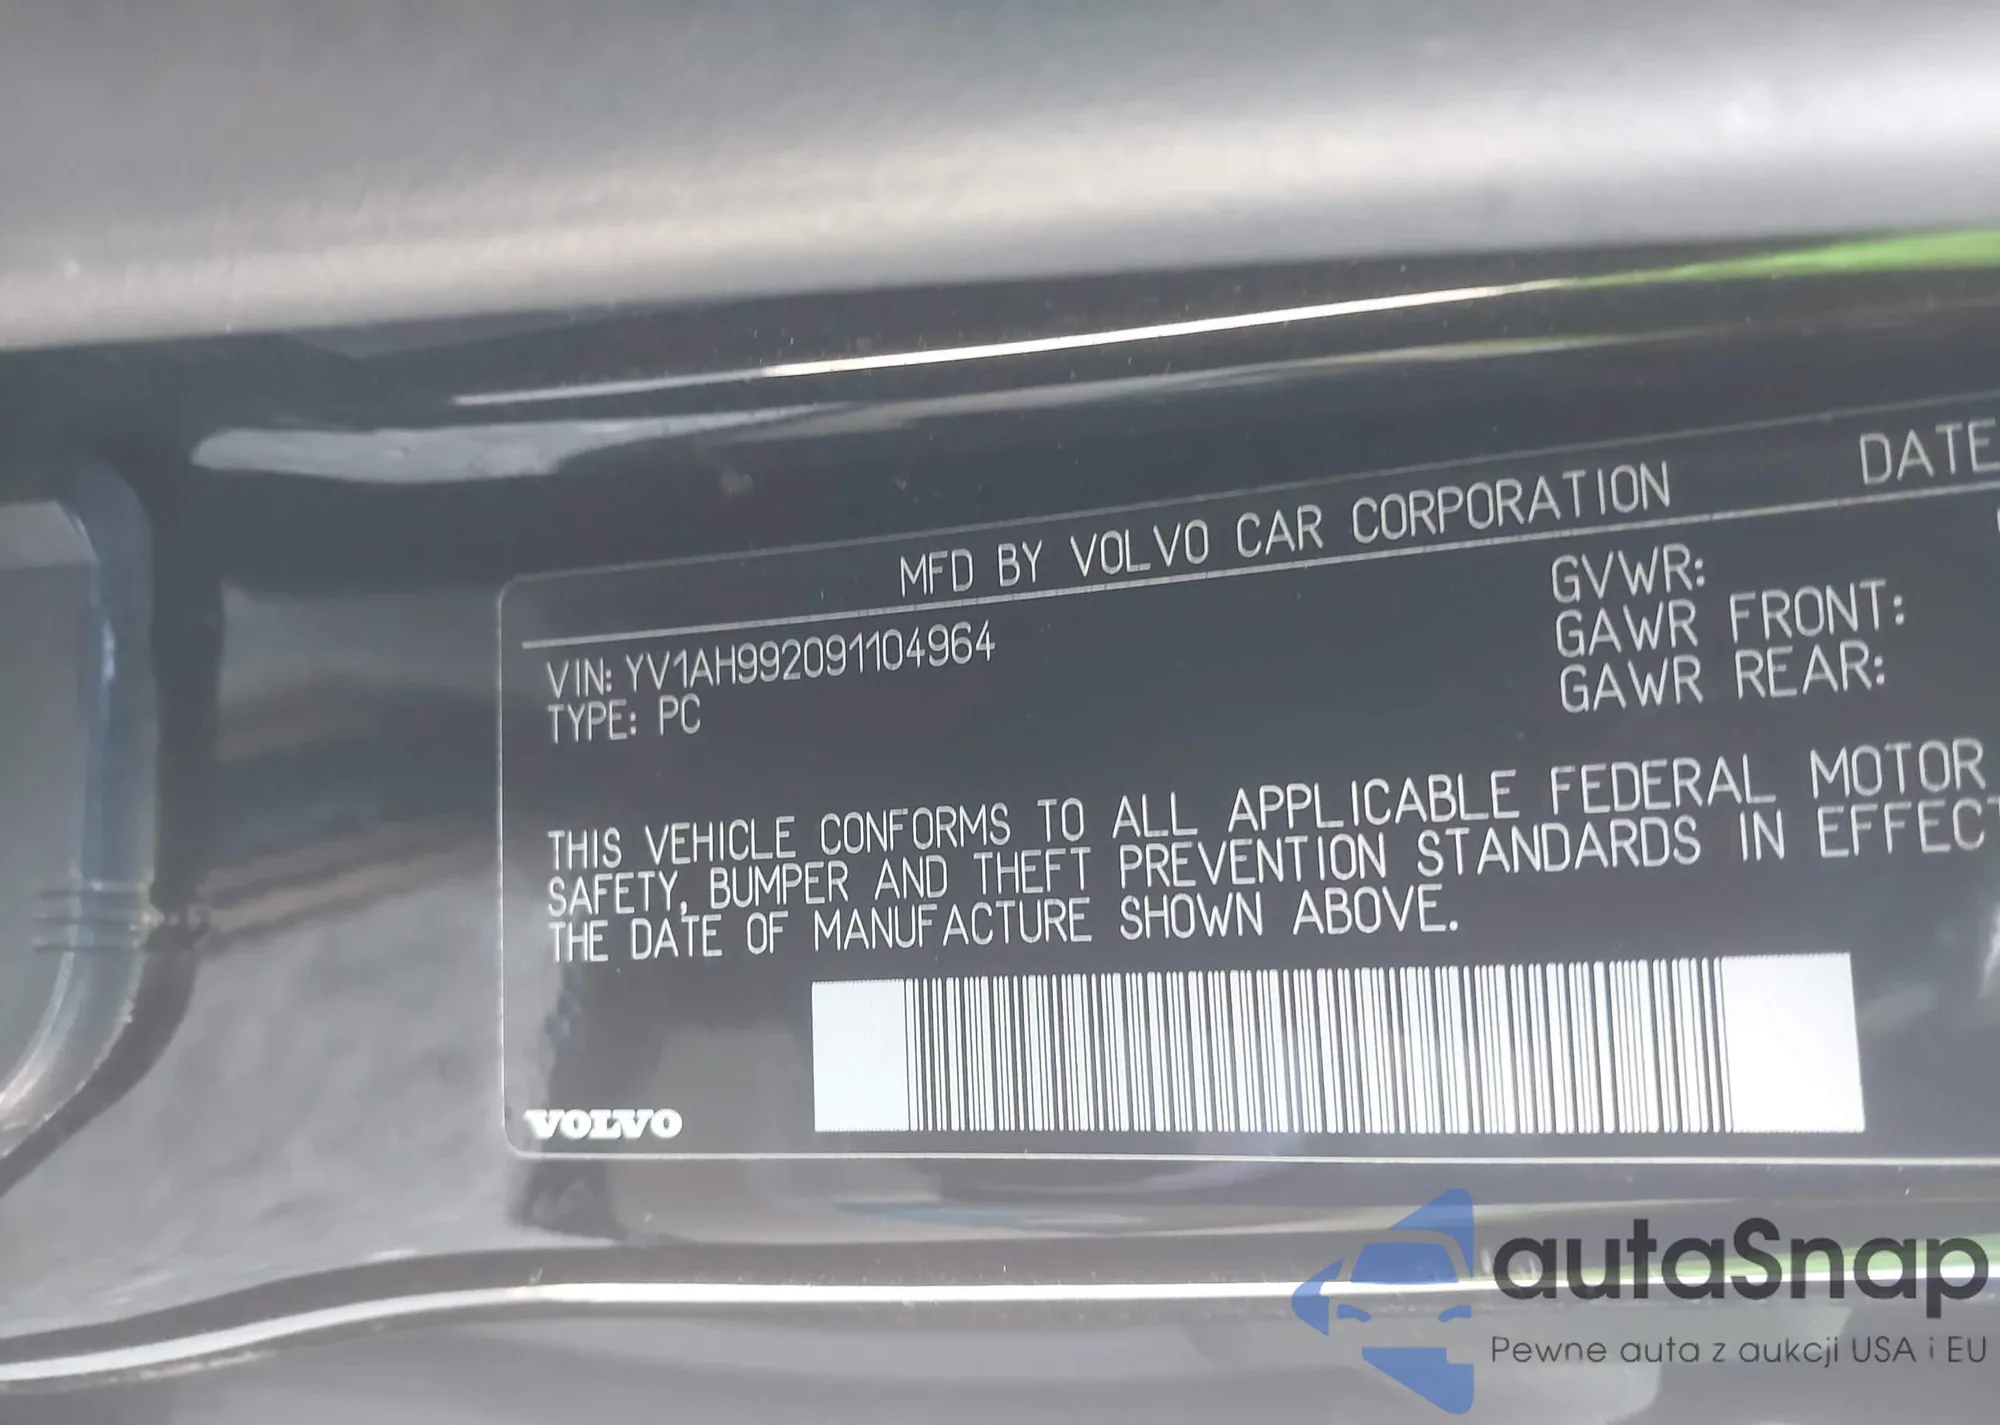 MFD BY VOLVO CAR CORPORATION DATE
VIN: YV1AH992091104964
TYPE: PC
GVWR:
GAWR FRONT:
GAWR REAR:
THIS VEHICLE CONFORMS TO ALL APPLICABLE FEDERAL MOTOR
SAFETY, BUMPER AND THEFT PREVENTION STANDARDS IN EFFECT
THE DATE OF MANUFACTURE SHOWN ABOVE.
VOLVO
autaSnap
Pewne auta z aukcji USA i EU